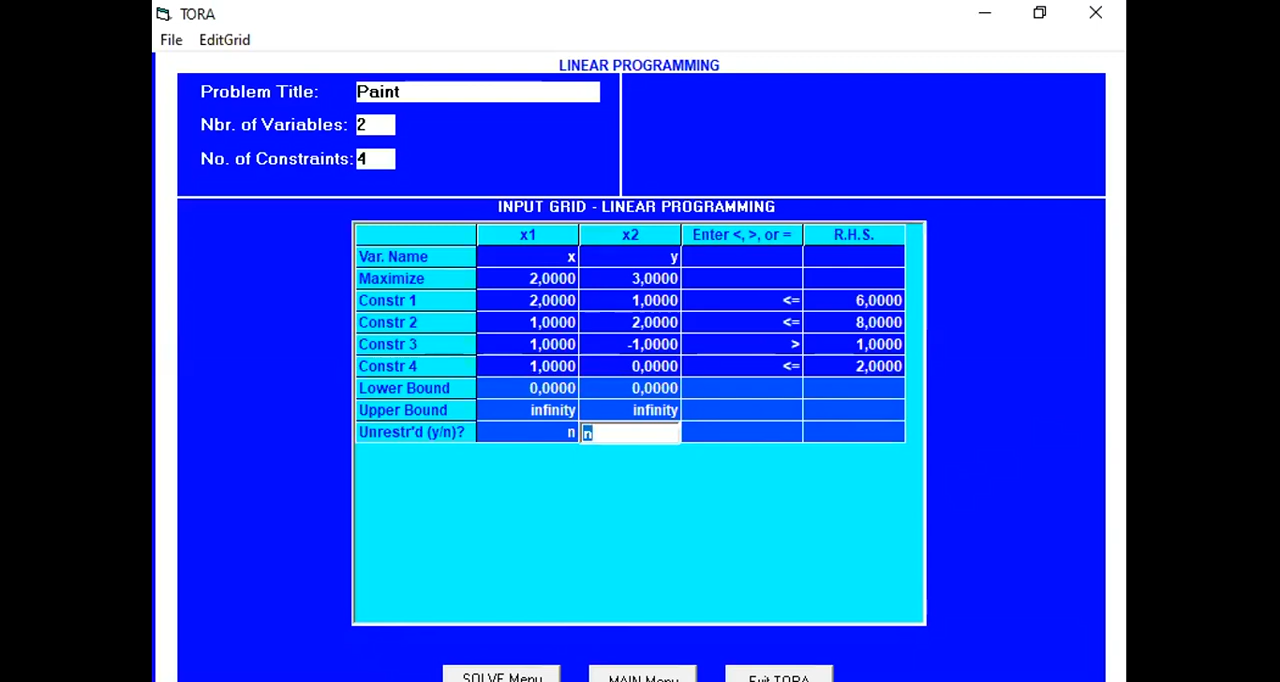 TORA
File EditGrid
LINEAR PROGRAMMING
Problem Title: Paint
Nbr. of Variables: 2
No. of Constraints: 4
INPUT GRID - LINEAR PROGRAMMING
x1 x2 Enter <, >, or = R.H.S.
Var. Name x y
Maximize 2,0000 3,0000
Constr 1 2,0000 1,0000 <= 6,0000
Constr 2 1,0000 2,0000 <= 8,0000
Constr 3 1,0000 -1,0000 > 1,0000
Constr 4 1,0000 0,0000 <= 2,0000
Lower Bound 0,0000 0,0000
Upper Bound infinity infinity
Unrestr'd (y/n)? n n
SOLVE Menu MAIN Menu Exit TORA